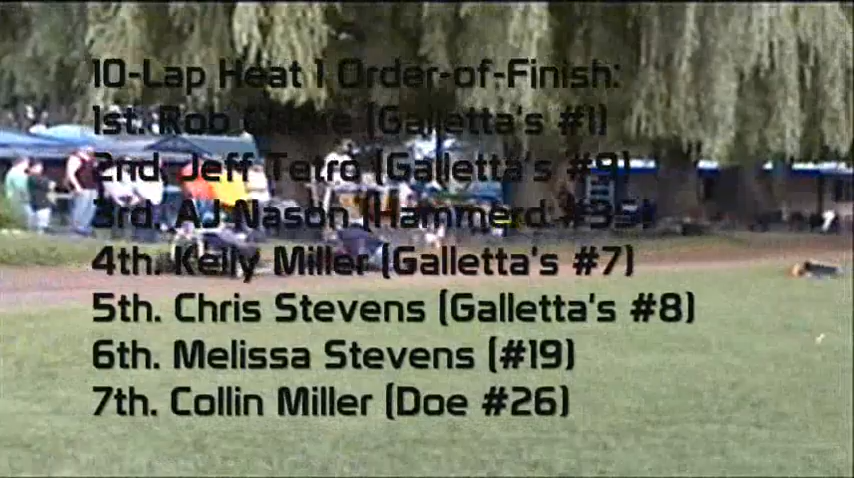 10-Lap Heat 1 Order-of-Finish:
1st. Rob (Galletta's #1)
2nd. Jeff Tetro (Galletta's #9)
3rd. AJ Nason (Hammerd #35)
4th. Kelly Miller (Galletta's #7)
5th. Chris Stevens (Galletta's #8)
6th. Melissa Stevens (#19)
7th. Collin Miller (Doe #26)